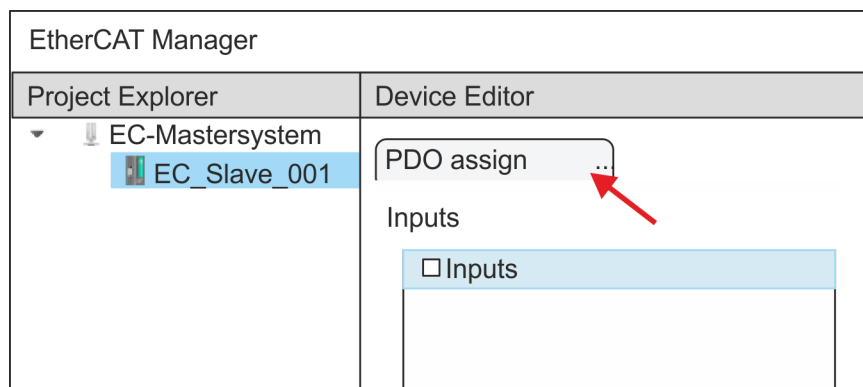 EtherCAT Manager
Project Explorer
Device Editor
EC-Mastersystem
EC_Slave_001
PDO assign ...
Inputs
Inputs